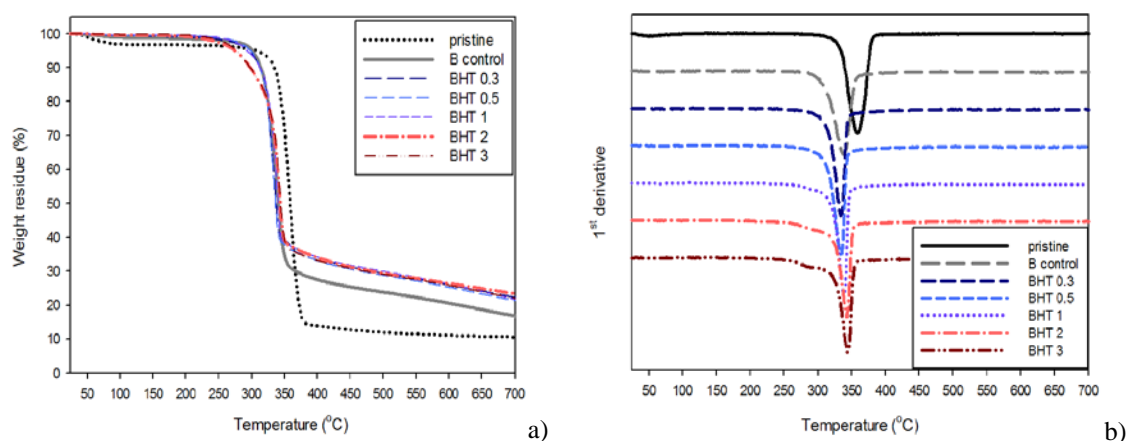 100
90
80
70
60
50
40
30
20
10
0
Weight residue (%)
50 100 150 200 250 300 350 400 450 500 550 600 650 700
Temperature (°C)
pristine
B control
BHT 0.3
BHT 0.5
BHT 1
BHT 2
BHT 3
a)
1st derivative
50 100 150 200 250 300 350 400 450 500 550 600 650 700
Temperature (°C)
pristine
B control
BHT 0.3
BHT 0.5
BHT 1
BHT 2
BHT 3
b)